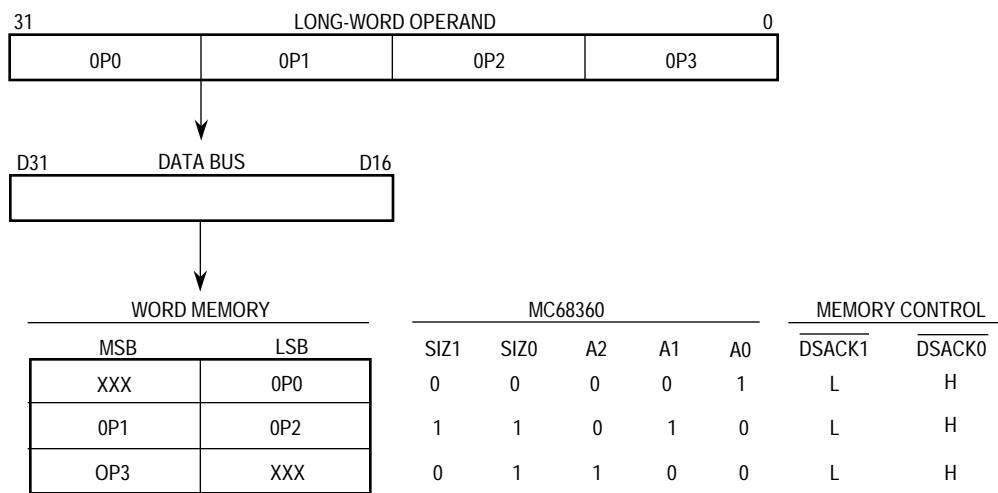 31 LONG-WORD OPERAND 0
0P0 0P1 0P2 0P3
D31 DATA BUS D16
WORD MEMORY MC68360 MEMORY CONTROL
MSB LSB SIZ1 SIZ0 A2 A1 A0 DSACK1 DSACK0
XXX 0P0 0 0 0 0 1 L H
0P1 0P2 1 1 0 1 0 L H
OP3 XXX 0 1 1 0 0 L H